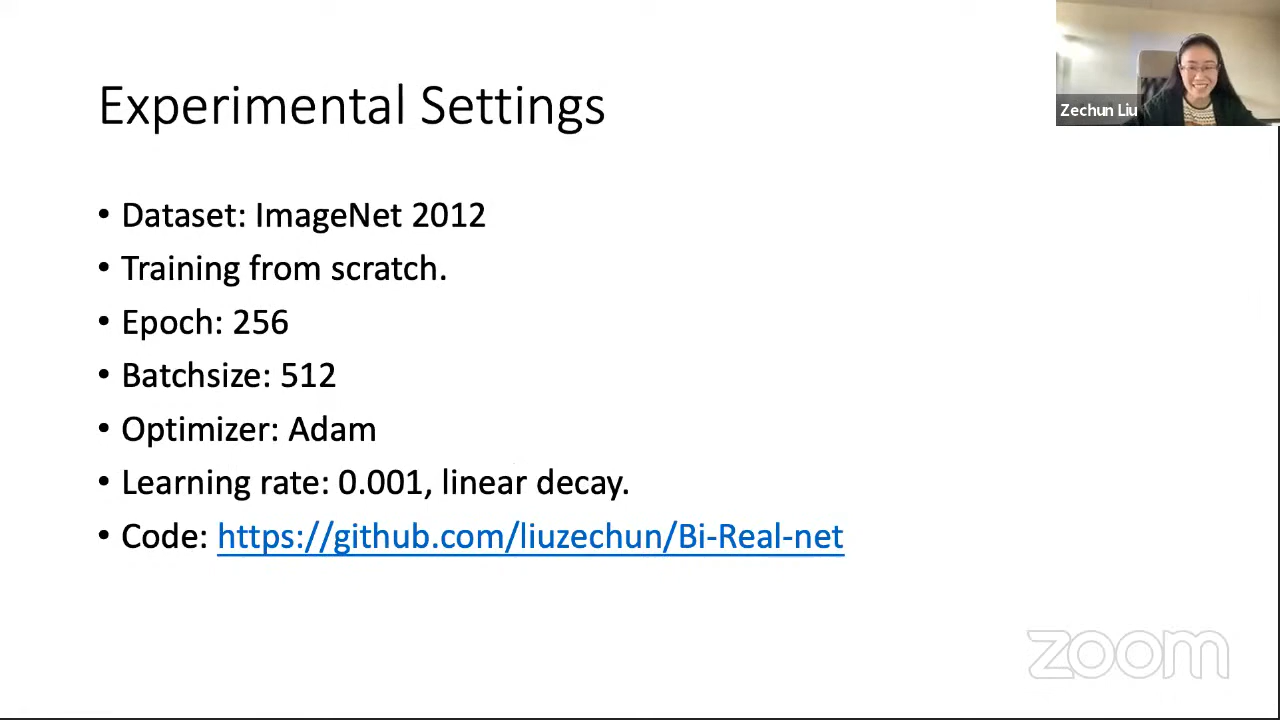 Experimental Settings
Zechun Liu
• Dataset: ImageNet 2012
• Training from scratch.
• Epoch: 256
• Batchsize: 512
• Optimizer: Adam
• Learning rate: 0.001, linear decay.
• Code: https://github.com/liuzechun/Bi-Real-net
zoom